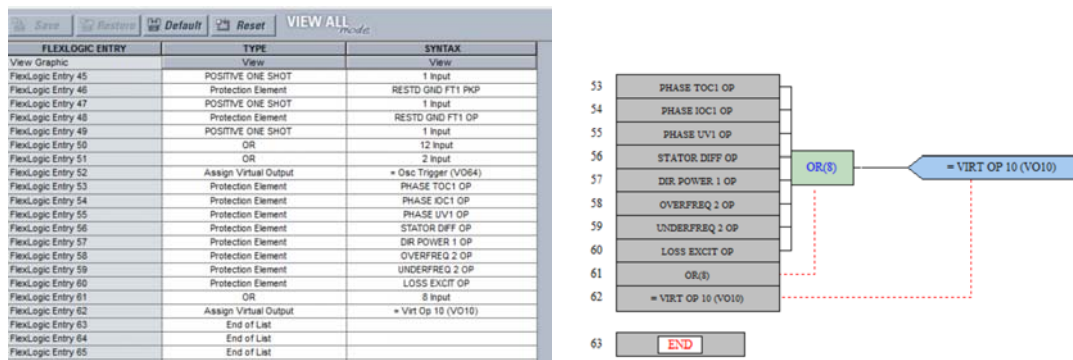 Save Restore Default Reset VIEW ALL mode
FLEXLOGIC ENTRY TYPE SYNTAX
View Graphic View View
FlexLogic Entry 45 POSITIVE ONE SHOT 1 Input
FlexLogic Entry 46 Protection Element RESTD GND FT1 PKP
FlexLogic Entry 47 POSITIVE ONE SHOT 1 Input
FlexLogic Entry 48 Protection Element RESTD GND FT1 OP
FlexLogic Entry 49 POSITIVE ONE SHOT 1 Input
FlexLogic Entry 50 OR 12 Input
FlexLogic Entry 51 OR 2 Input
FlexLogic Entry 52 Assign Virtual Output = Osc Trigger (VO64)
FlexLogic Entry 53 Protection Element PHASE TOC1 OP
FlexLogic Entry 54 Protection Element PHASE IOC1 OP
FlexLogic Entry 55 Protection Element PHASE UV1 OP
FlexLogic Entry 56 Protection Element STATOR DIFF OP
FlexLogic Entry 57 Protection Element DIR POWER 1 OP
FlexLogic Entry 58 Protection Element OVERFREQ 2 OP
FlexLogic Entry 59 Protection Element UNDERFREQ 2 OP
FlexLogic Entry 60 Protection Element LOSS EXCIT OP
FlexLogic Entry 61 OR 8 Input
FlexLogic Entry 62 Assign Virtual Output = Virt Op 10 (VO10)
FlexLogic Entry 63 End of List
FlexLogic Entry 64 End of List
FlexLogic Entry 65 End of List
53 PHASE TOC1 OP
54 PHASE IOC1 OP
55 PHASE UV1 OP
56 STATOR DIFF OP
57 DIR POWER 1 OP
58 OVERFREQ 2 OP
59 UNDERFREQ 2 OP
60 LOSS EXCIT OP
61 OR(8)
62 = VIRT OP 10 (VO10)
63 END
OR(8)
= VIRT OP 10 (VO10)